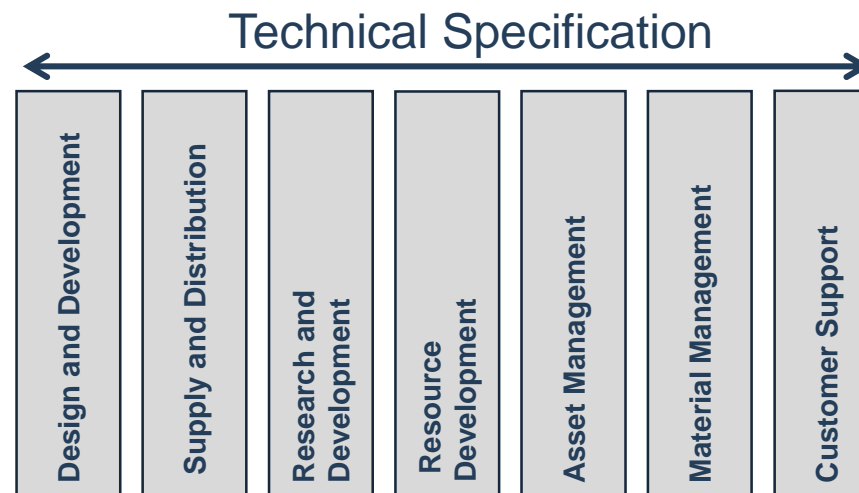 Technical Specification
Design and Development
Supply and Distribution
Research and
Development
Resource
Development
Asset Management
Material Management
Customer Support